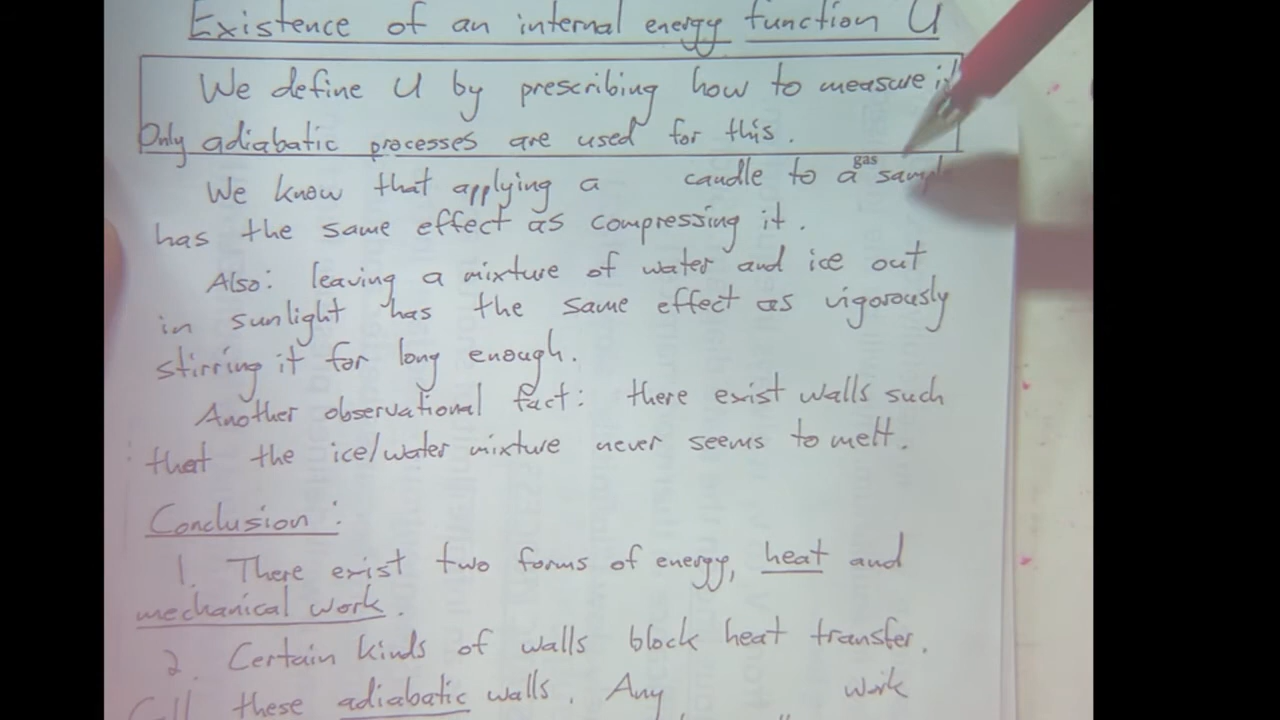 Existence of an internal energy function U
We define U by prescribing how to measure it
Only adiabatic processes are used for this.
We know that applying a candle to a gas sample
has the same effect as compressing it.
Also: leaving a mixture of water and ice out
in sunlight has the same effect as vigorously
stirring it for long enough.
Another observational fact: there exist walls such
that the ice/water mixture never seems to melt.
Conclusion:
1. There exist two forms of energy, heat and
mechanical work.
2. Certain kinds of walls block heat transfer.
Call these adiabatic walls. Any work